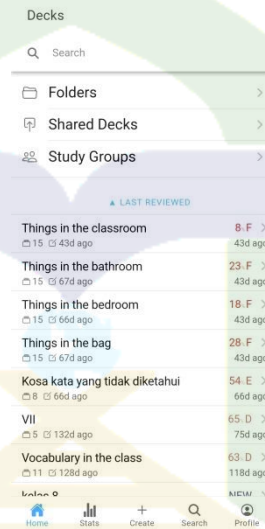 Decks
Search
Folders
Shared Decks
Study Groups
▲ LAST REVIEWED
Things in the classroom 8 F
15 43d ago 43d ago
Things in the bathroom 23 F
15 67d ago 43d ago
Things in the bedroom 18 F
15 66d ago 43d ago
Things in the bag 28 F
15 67d ago 43d ago
Kosa kata yang tidak diketahui 54 E
8 66d ago 66d ago
VII 65 D
5 132d ago 75d ago
Vocabulary in the class 63 D
11 128d ago 118d ago
kelas 8 NEW
Home Stats Create Search Profile